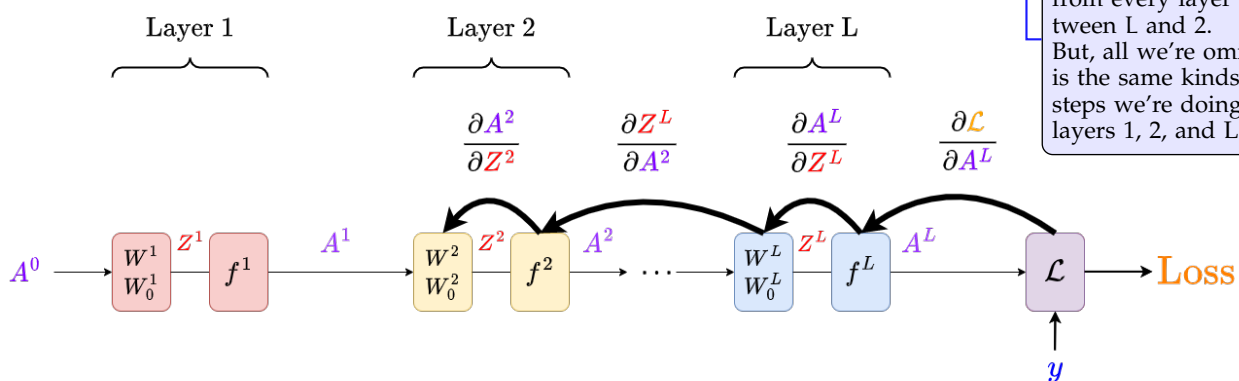 Layer 1 Layer 2 Layer L
from every layer
tween L and 2.
But, all we're
is the same kinds
steps we're doing
layers 1, 2, and L
∂A² ∂Z^L ∂A^L ∂ℒ
∂Z² ∂A² ∂Z^L ∂A^L
A⁰ W¹ Z¹ f¹ A¹ W² Z² f² A² ... W^L Z^L f^L A^L ℒ Loss
W₀¹ W₀² W₀^L
y